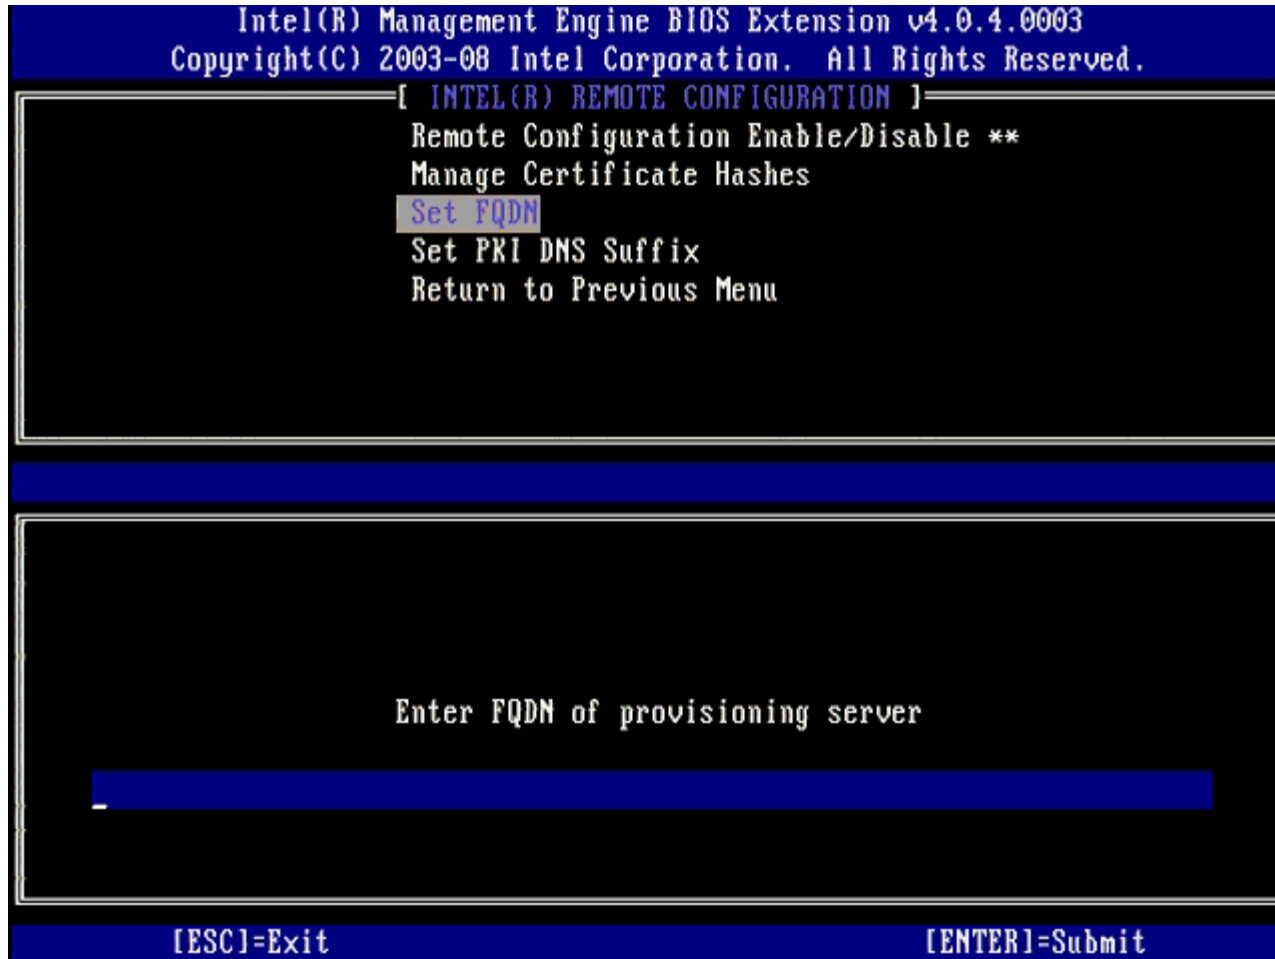 Intel(R) Management Engine BIOS Extension v4.0.4.0003
Copyright(C) 2003-08 Intel Corporation. All Rights Reserved.
[ INTEL(R) REMOTE CONFIGURATION ]
Remote Configuration Enable/Disable **
Manage Certificate Hashes
Set FQDN
Set PKI DNS Suffix
Return to Previous Menu
Enter FQDN of provisioning server
[ESC]=Exit [ENTER]=Submit